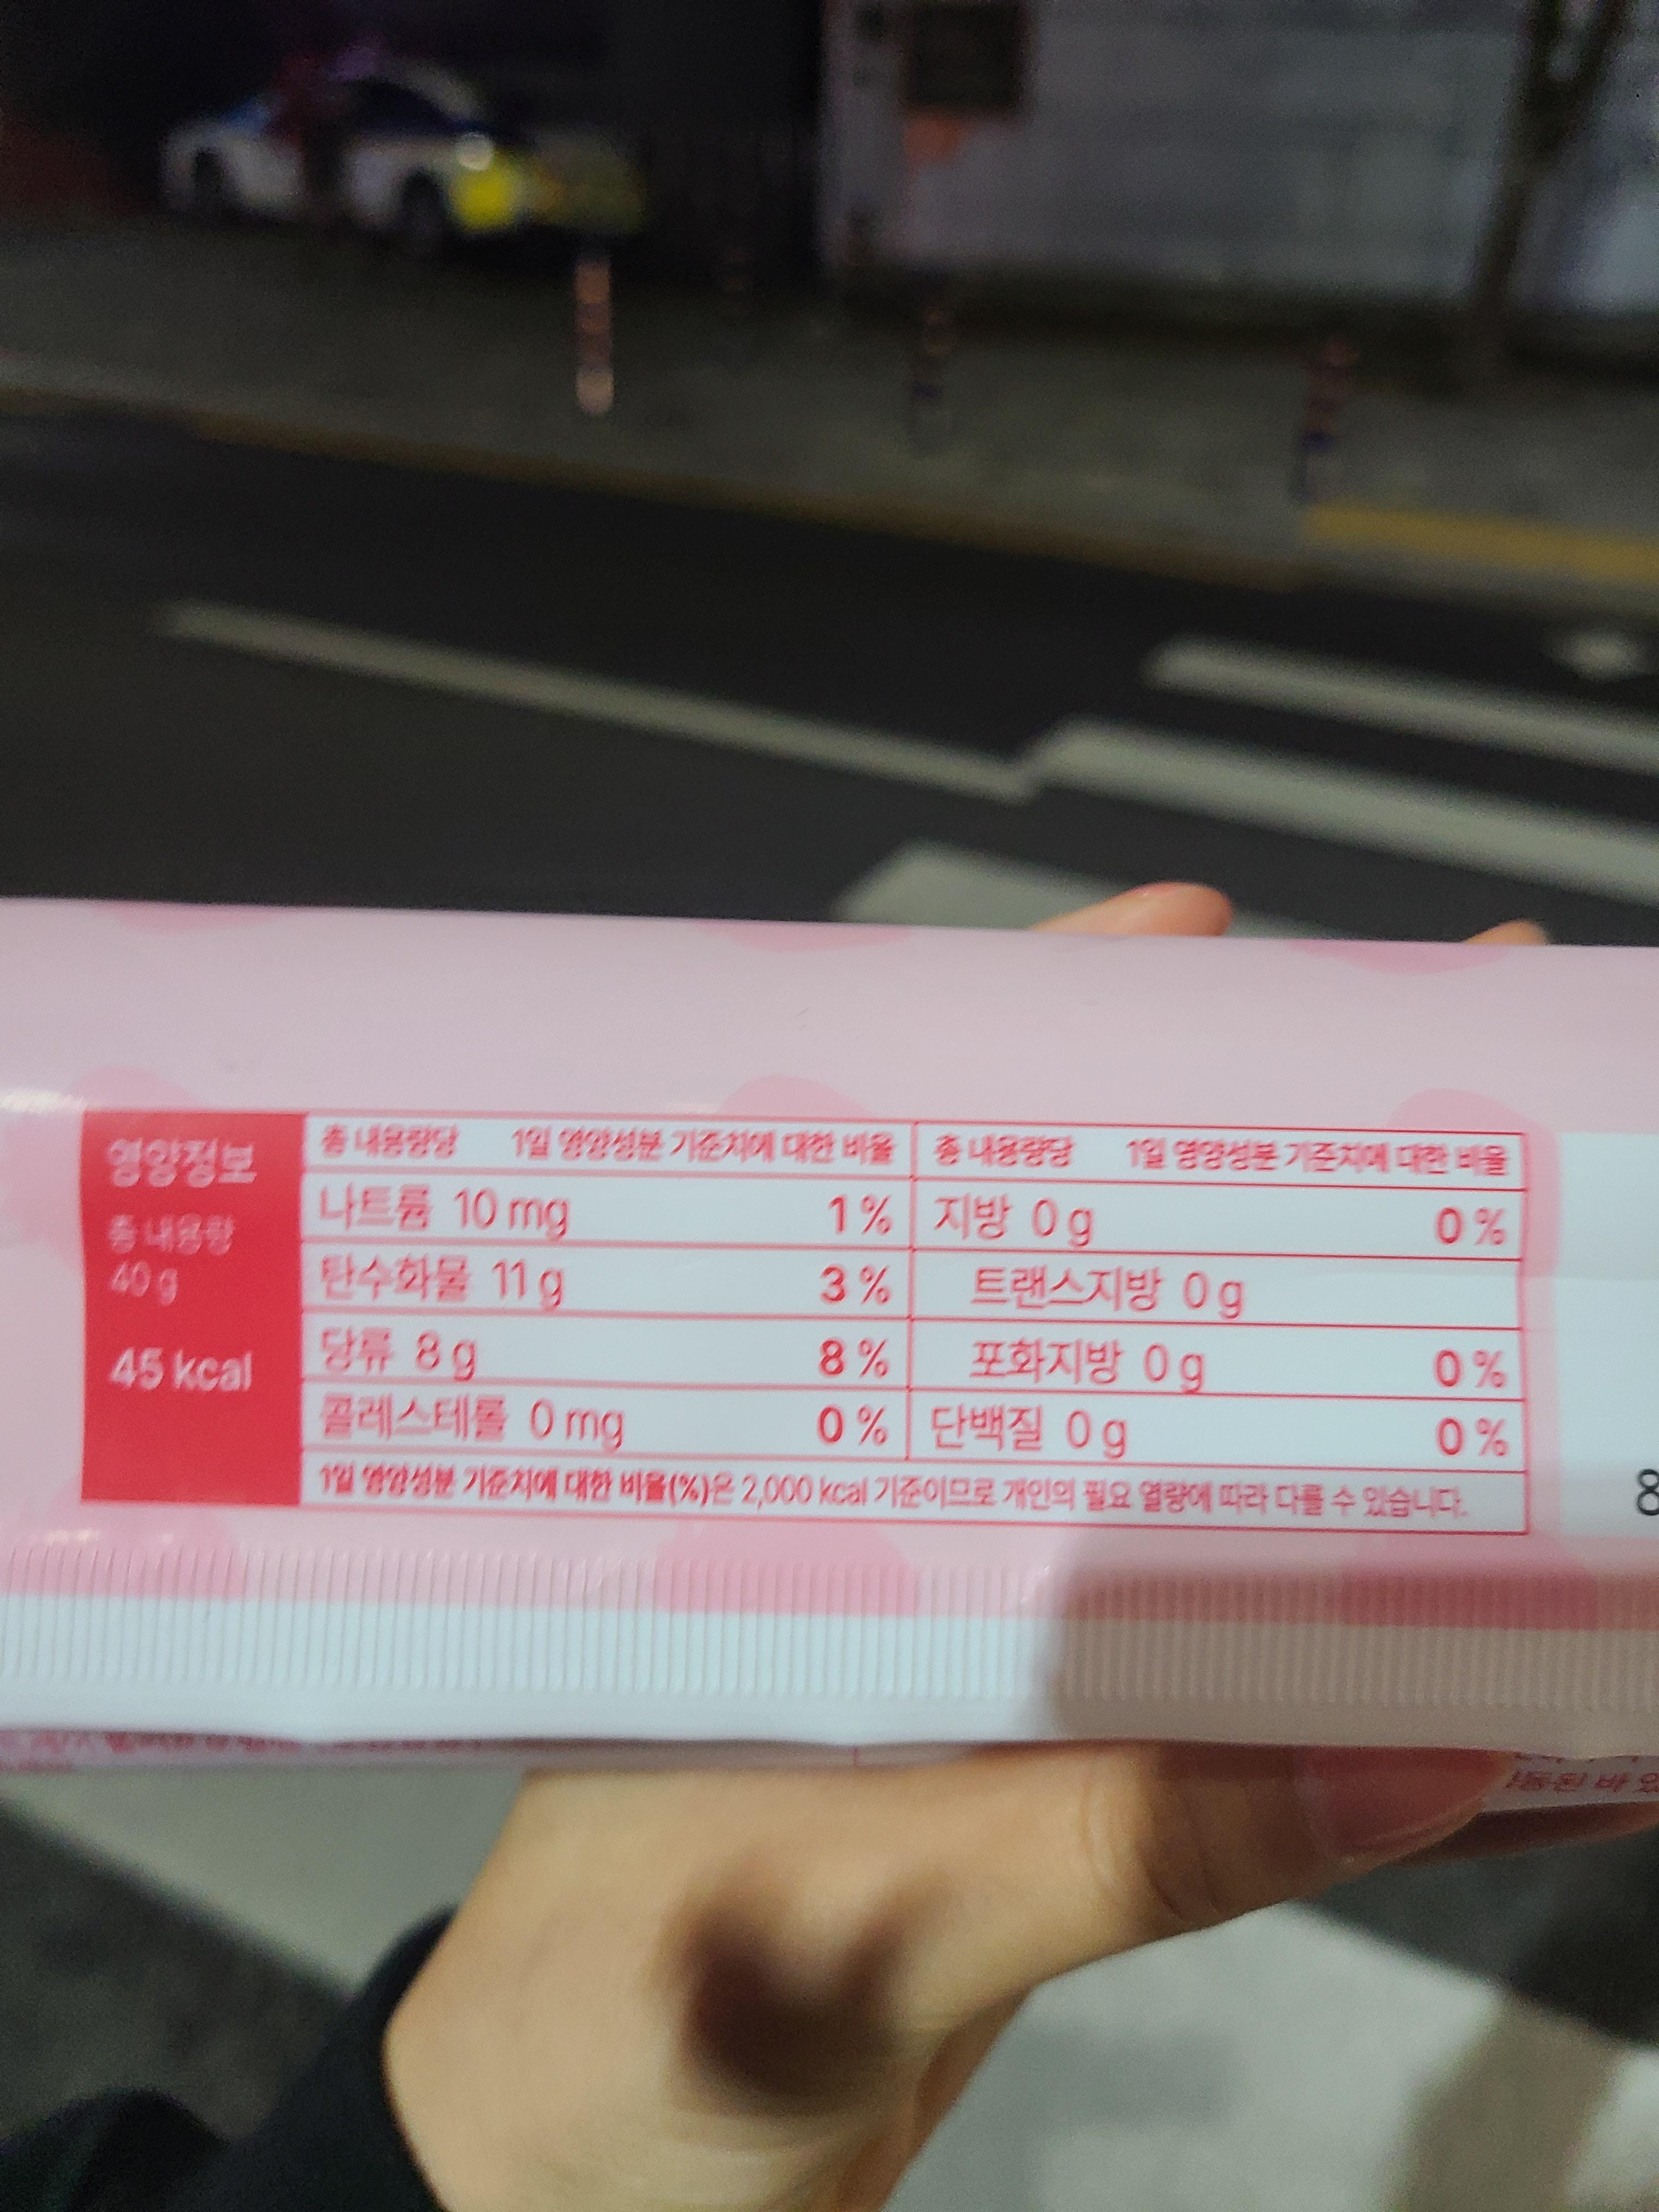 영양정보
총 내용량
40 g
45 kcal
총 내용량당 1일 영양성분 기준치에 대한 비율
나트륨 10 mg 1 %
탄수화물 11 g 3 %
당류 8 g 8 %
콜레스테롤 0 mg 0 %
총 내용량당 1일 영양성분 기준치에 대한 비율
지방 0 g 0 %
트랜스지방 0 g
포화지방 0 g 0 %
단백질 0 g 0 %
1일 영양성분 기준치에 대한 비율(%)은 2,000 kcal 기준이므로 개인의 필요 열량에 따라 다를 수 있습니다.
8